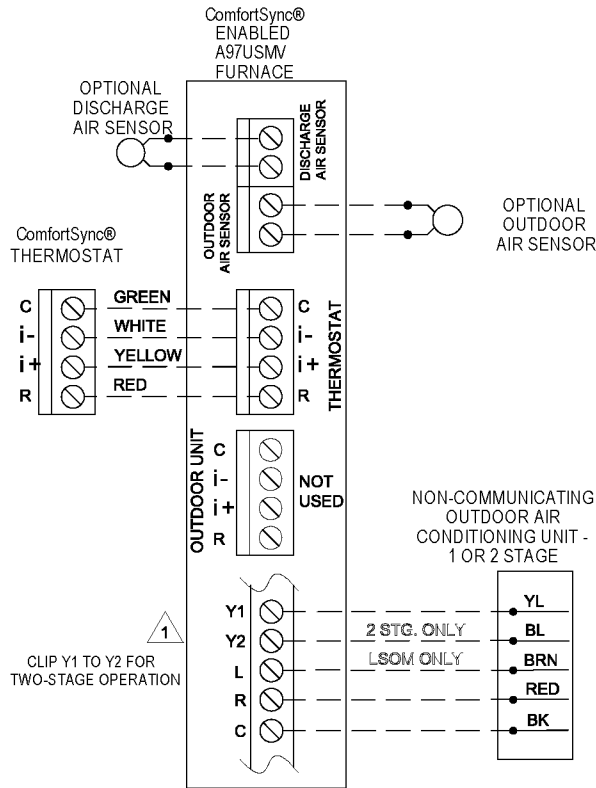 ComfortSync®
ENABLED
A97USMV
FURNACE
OPTIONAL
DISCHARGE
AIR SENSOR
DISCHARGE
AIR SENSOR
OUTDOOR
AIR SENSOR
OPTIONAL
OUTDOOR
AIR SENSOR
ComfortSync®
THERMOSTAT
C
i-
i+
R
GREEN
WHITE
YELLOW
RED
C
i-
i+
R
THERMOSTAT
OUTDOOR UNIT
C
i-
i+
R
NOT
USED
NON-COMMUNICATING
OUTDOOR AIR
CONDITIONING UNIT -
1 OR 2 STAGE
1
CLIP Y1 TO Y2 FOR
TWO-STAGE OPERATION
Y1
Y2
L
R
C
2 STG. ONLY
LSOM ONLY
YL
BL
BRN
RED
BK